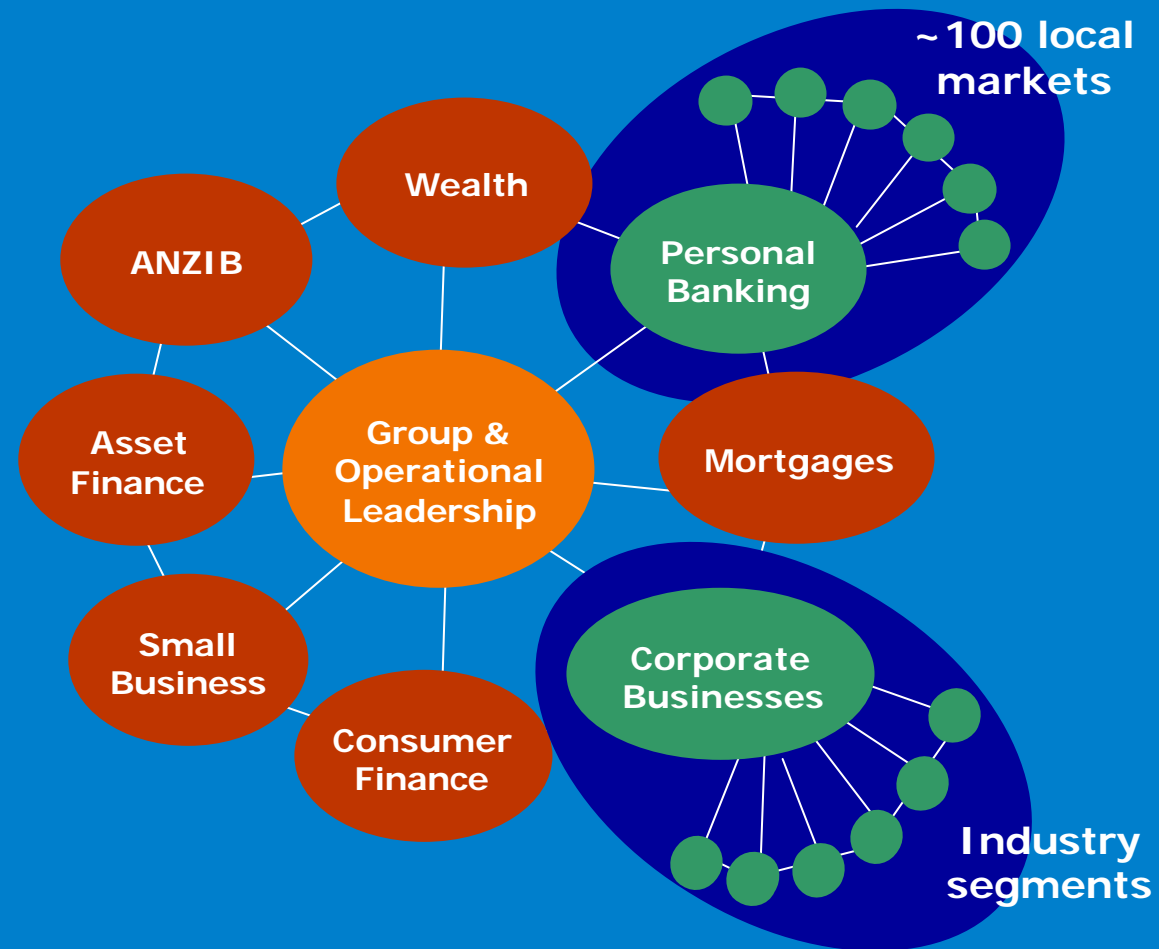 ~100 local
markets
Wealth
ANZIB
Personal
Banking
Asset
Finance
Group &
Operational
Leadership
Mortgages
Small
Business
Corporate
Businesses
Consumer
Finance
Industry
segments